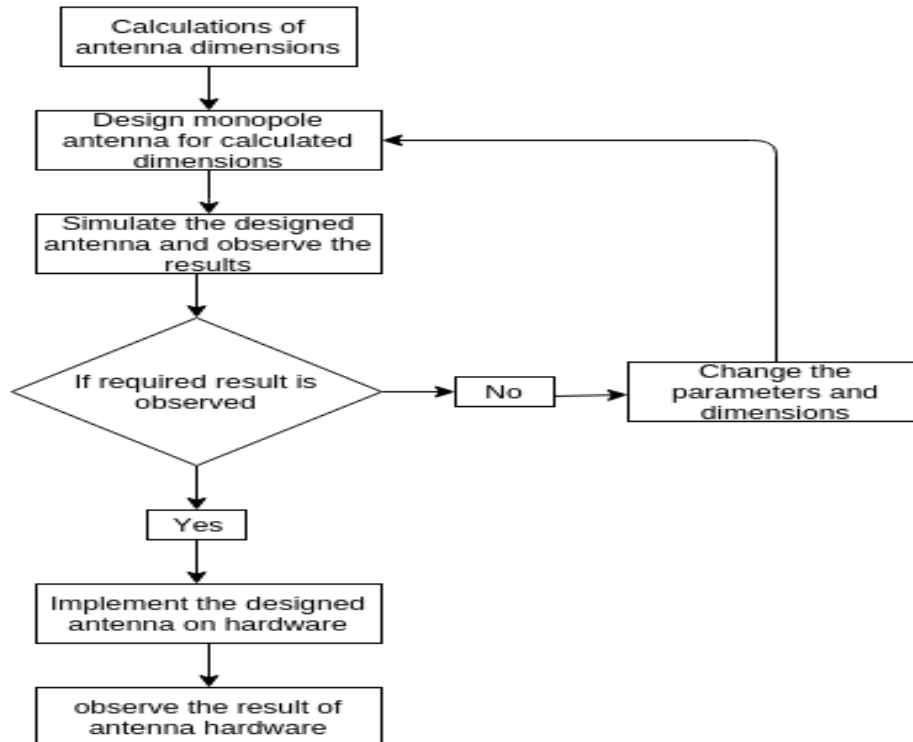 Calculations of
antenna dimensions
Design monopole
antenna for calculated
dimensions
Simulate the designed
antenna and observe the
results
If required result is
observed
No
Change the
parameters and
dimensions
Yes
Implement the designed
antenna on hardware
observe the result of
antenna hardware